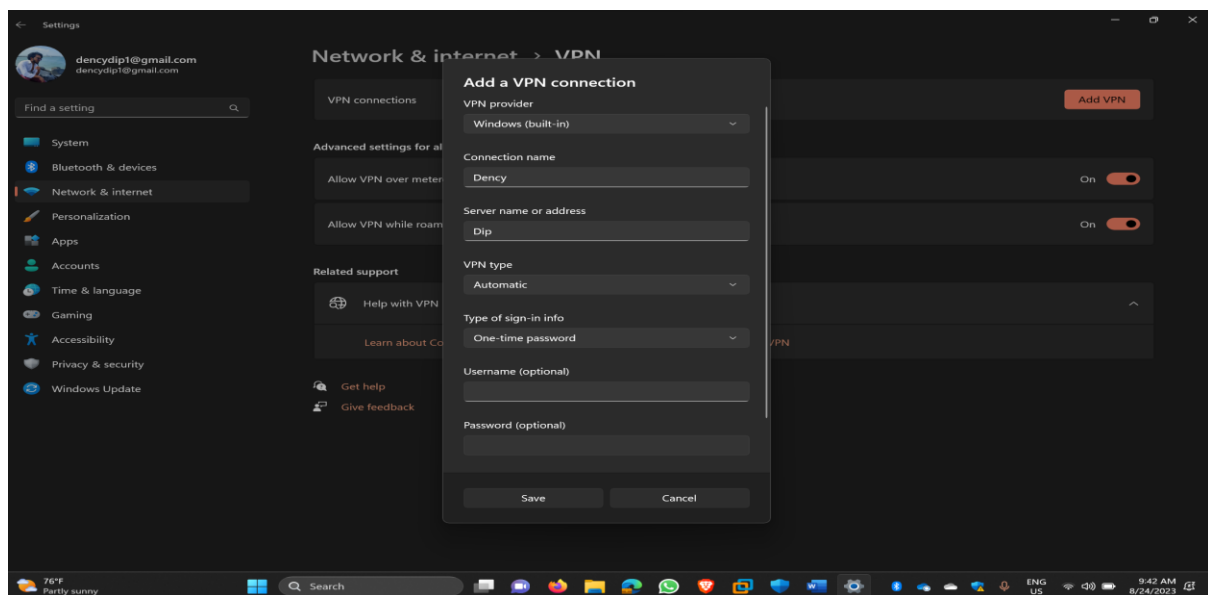 Settings
dencydip1@gmail.com
dencydip1@gmail.com
Find a setting
System
Bluetooth & devices
Network & internet
Personalization
Apps
Accounts
Time & language
Gaming
Accessibility
Privacy & security
Windows Update
Network & internet > VPN
VPN connections
Add VPN
Advanced settings for al
Allow VPN over meter
On
Allow VPN while roam
On
Related support
Help with VPN
Learn about Co
VPN
Get help
Give feedback
Add a VPN connection
VPN provider
Windows (built-in)
Connection name
Dency
Server name or address
Dip
VPN type
Automatic
Type of sign-in info
One-time password
Username (optional)
Password (optional)
Save
Cancel
76°F
Partly sunny
Search
ENG
US
9:42 AM
8/24/2023